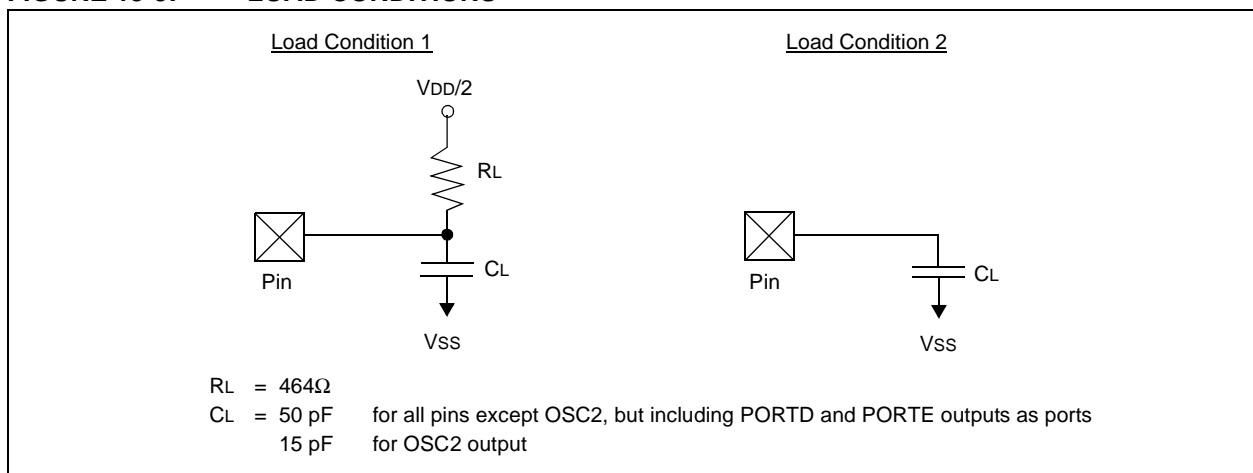 Load Condition 1
Load Condition 2
VDD/2
RL
Pin
CL
VSS
Pin
CL
VSS
RL = 464Ω
CL = 50 pF for all pins except OSC2, but including PORTD and PORTE outputs as ports
15 pF for OSC2 output